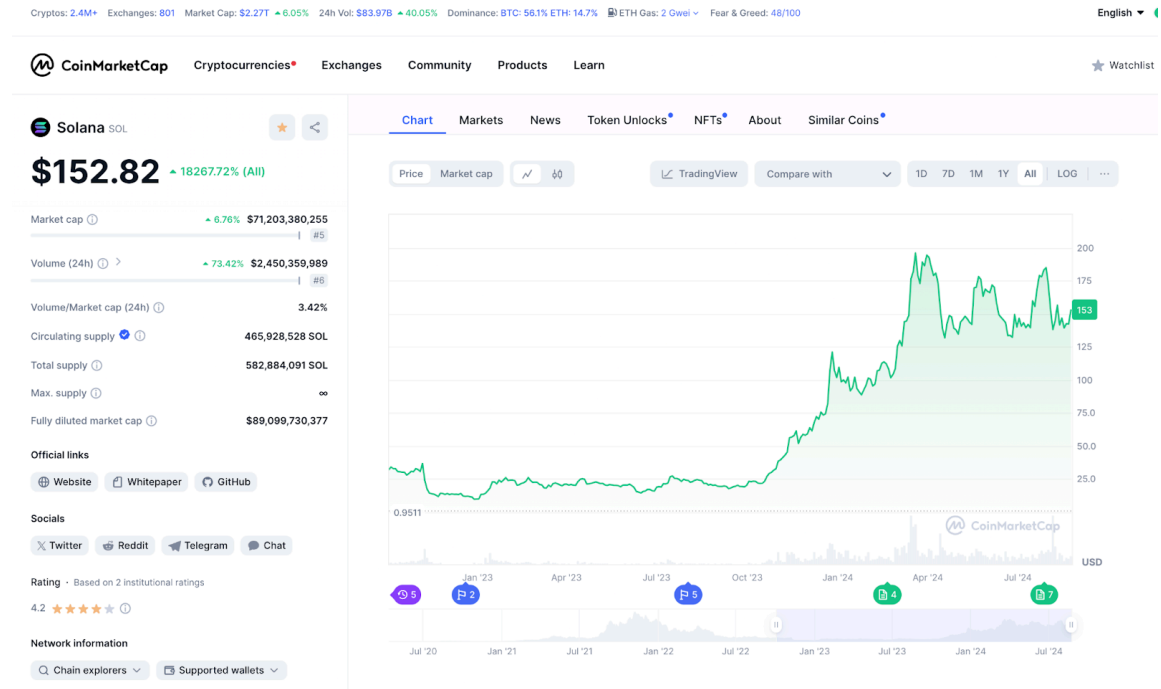 Cryptos: 2.4M+ Exchanges: 801 Market Cap: $2.27T 6.05% 24h Vol: $83.97B 40.05% Dominance: BTC: 56.1% ETH: 14.7% ETH Gas: 2 Gwei Fear & Greed: 48/100 English
CoinMarketCap Cryptocurrencies Exchanges Community Products Learn Watchlist
Solana SOL
$152.82 18267.72% (All)
Market cap 6.76% $71,203,380,255
#5
Volume (24h) 73.42% $2,450,359,989
#6
Volume/Market cap (24h) 3.42%
Circulating supply 465,928,528 SOL
Total supply 582,884,091 SOL
Max. supply ∞
Fully diluted market cap $89,099,730,377
Official links
Website Whitepaper GitHub
Socials
Twitter Reddit Telegram Chat
Rating · Based on 2 institutional ratings
4.2
Network information
Chain explorers Supported wallets
Chart Markets News Token Unlocks NFTs About Similar Coins
Price Market cap TradingView Compare with 1D 7D 1M 1Y All LOG ...
200
175
153
125
100
75.0
50.0
25.0
0.9511
CoinMarketCap
USD
Jan '23 Apr '23 Jul '23 Oct '23 Jan '24 Apr '24 Jul '24
5 2 5 4 7
Jul '20 Jan '21 Jul '21 Jan '22 Jul '22 Jan '23 Jul '23 Jan '24 Jul '24